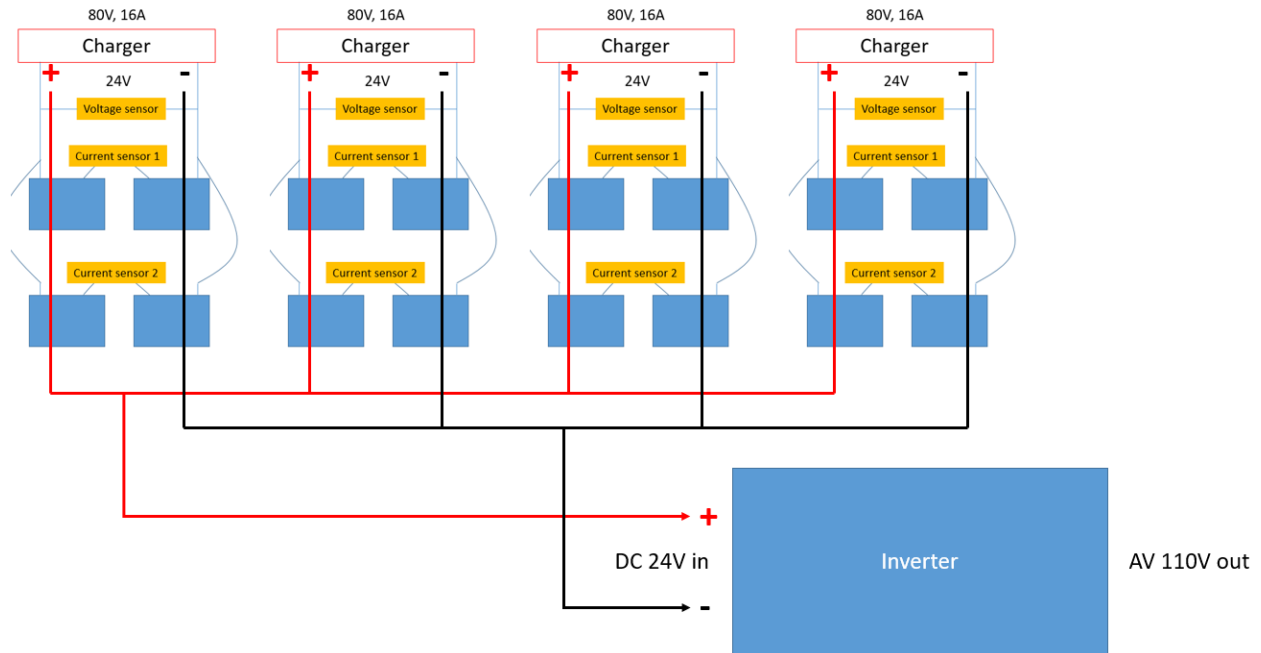 80V, 16A
80V, 16A
80V, 16A
80V, 16A
Charger
Charger
Charger
Charger
+ 24V -
+ 24V -
+ 24V -
+ 24V -
Voltage sensor
Voltage sensor
Voltage sensor
Voltage sensor
Current sensor 1
Current sensor 1
Current sensor 1
Current sensor 1
Current sensor 2
Current sensor 2
Current sensor 2
Current sensor 2
+
DC 24V in
-
Inverter
AV 110V out